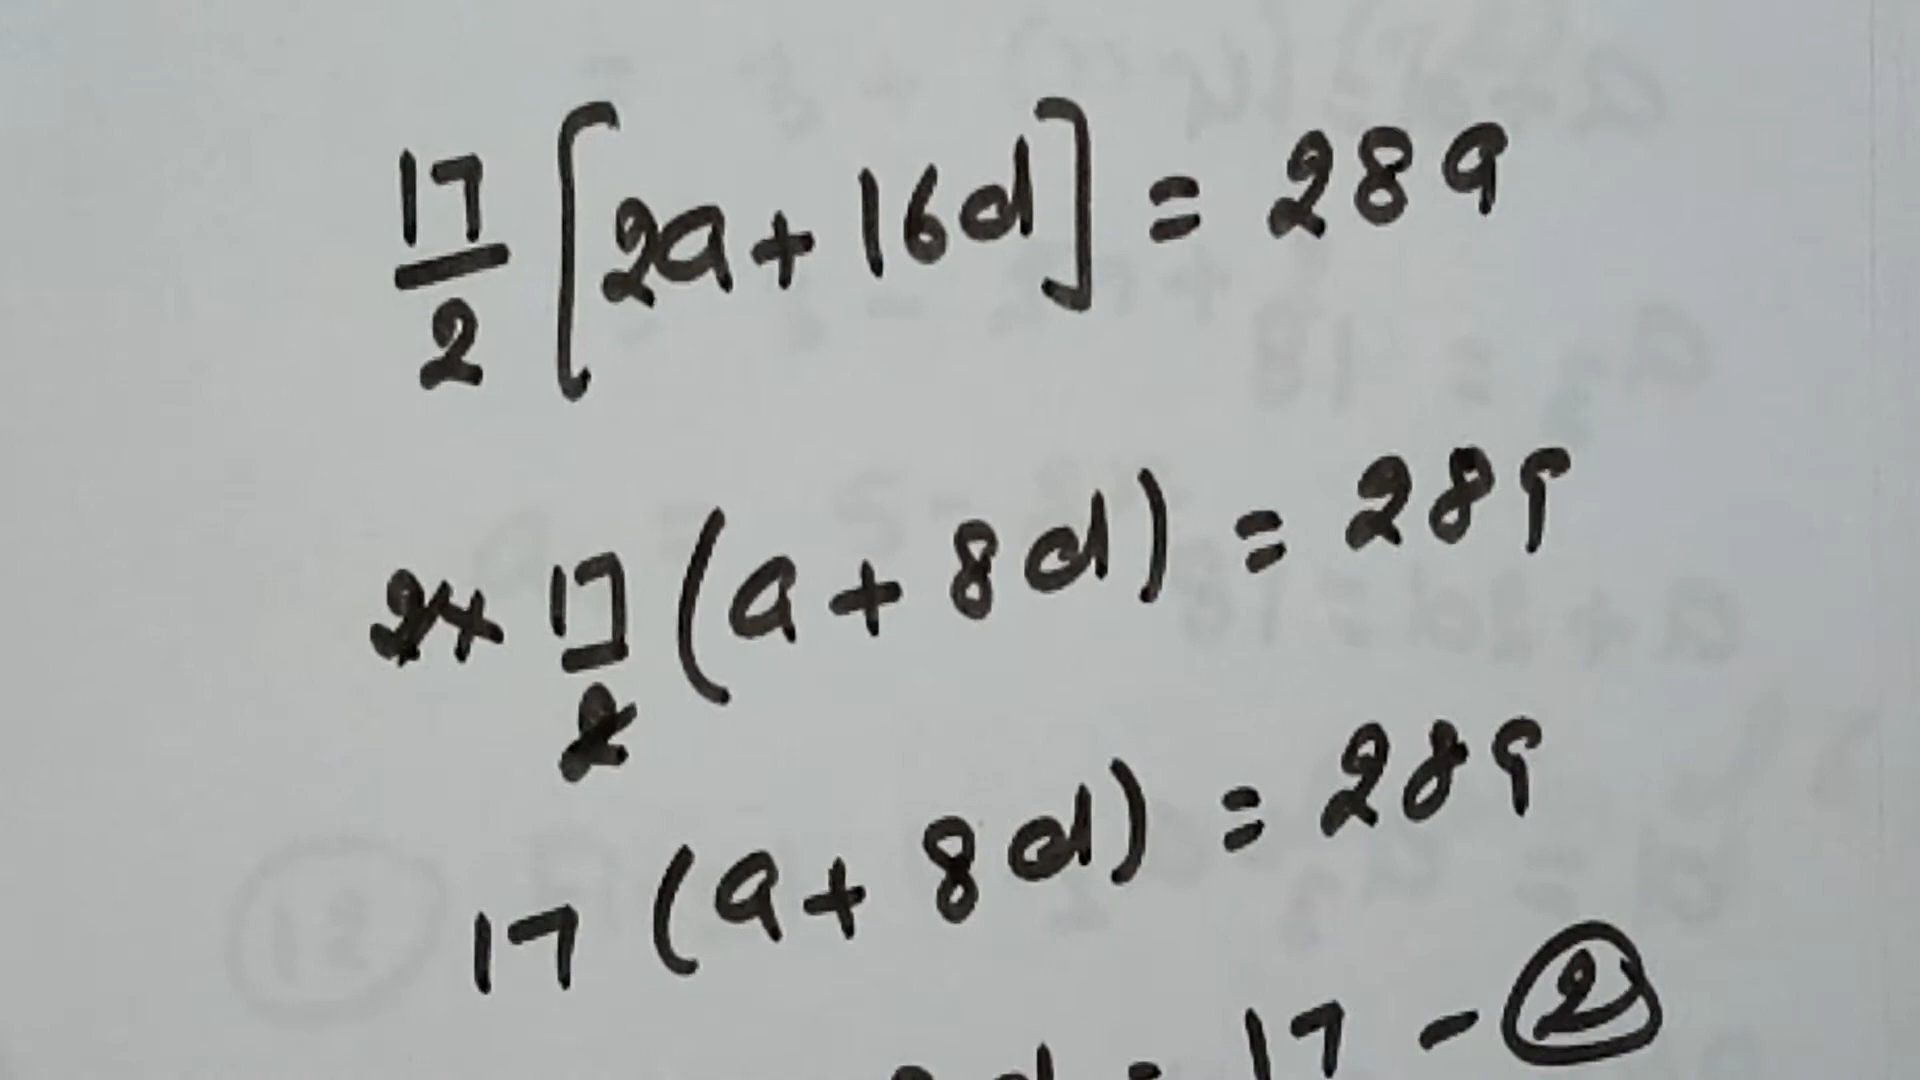 17/2 [2a + 16d] = 289
2 × 17/2 (a + 8d) = 289
17 (a + 8d) = 289
d = 17 - ②